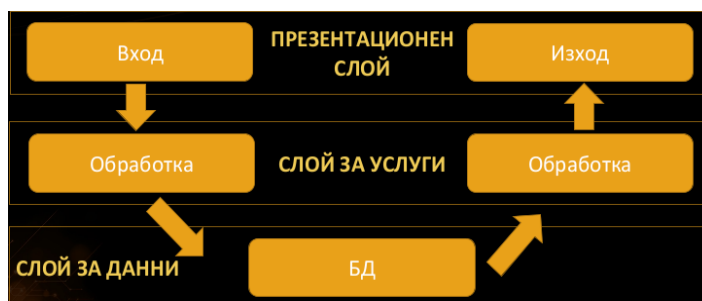 Вход
ПРЕЗЕНТАЦИОНЕН
СЛОЙ
Изход
Обработка
СЛОЙ ЗА УСЛУГИ
Обработка
СЛОЙ ЗА ДАННИ
БД